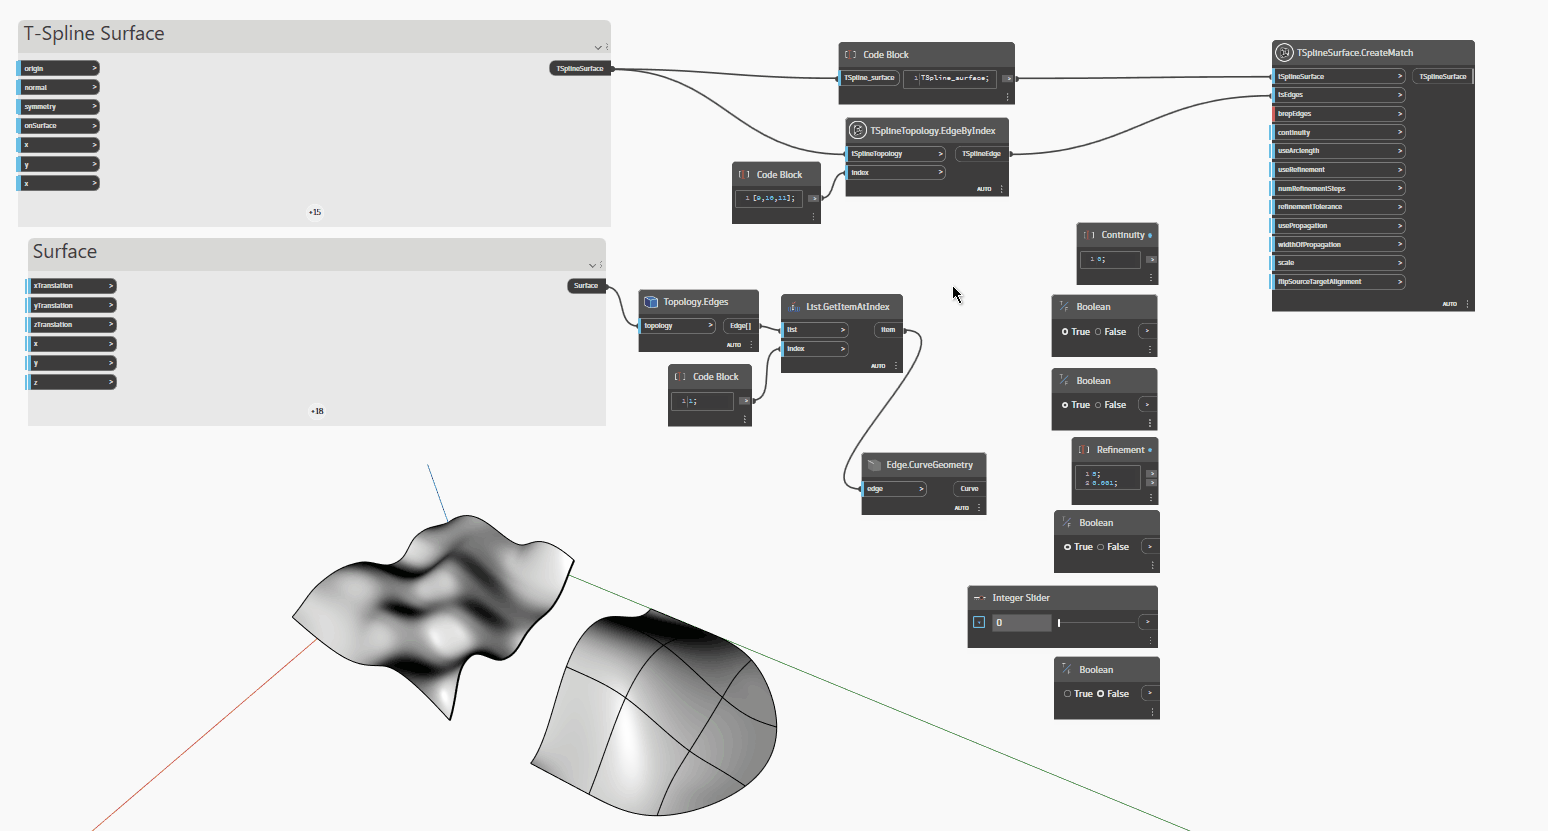 T-Spline Surface
origin >
normal >
symmetry >
onSurface >
x >
y >
x >
TSplineSurface
+15
Surface
xTranslation >
yTranslation >
zTranslation >
x >
y >
z >
Surface
+18
Code Block
TSpline_surface
1 TSpline_surface; >
TSplineTopology.EdgeByIndex
tSplineTopology >
index >
TSplineEdge
AUTO
Code Block
1 [9,10,11]; >
Topology.Edges
topology >
Edge[]
AUTO
Code Block
1 1; >
List.GetItemAtIndex
list >
index >
item
AUTO
Edge.CurveGeometry
edge >
Curve
AUTO
Continuity
1 0; >
Boolean
True False >
Boolean
True False >
Refinement
1 0; >
2 0.001; >
Boolean
True False >
Integer Slider
0 >
Boolean
True False >
TSplineSurface.CreateMatch
tSplineSurface >
tsEdges >
brepEdges >
continuity >
useArclength >
useRefinement >
numRefinementSteps >
refinementTolerance >
usePropagation >
widthOfPropagation >
scale >
flipSourceTargetAlignment >
TSplineSurface
AUTO